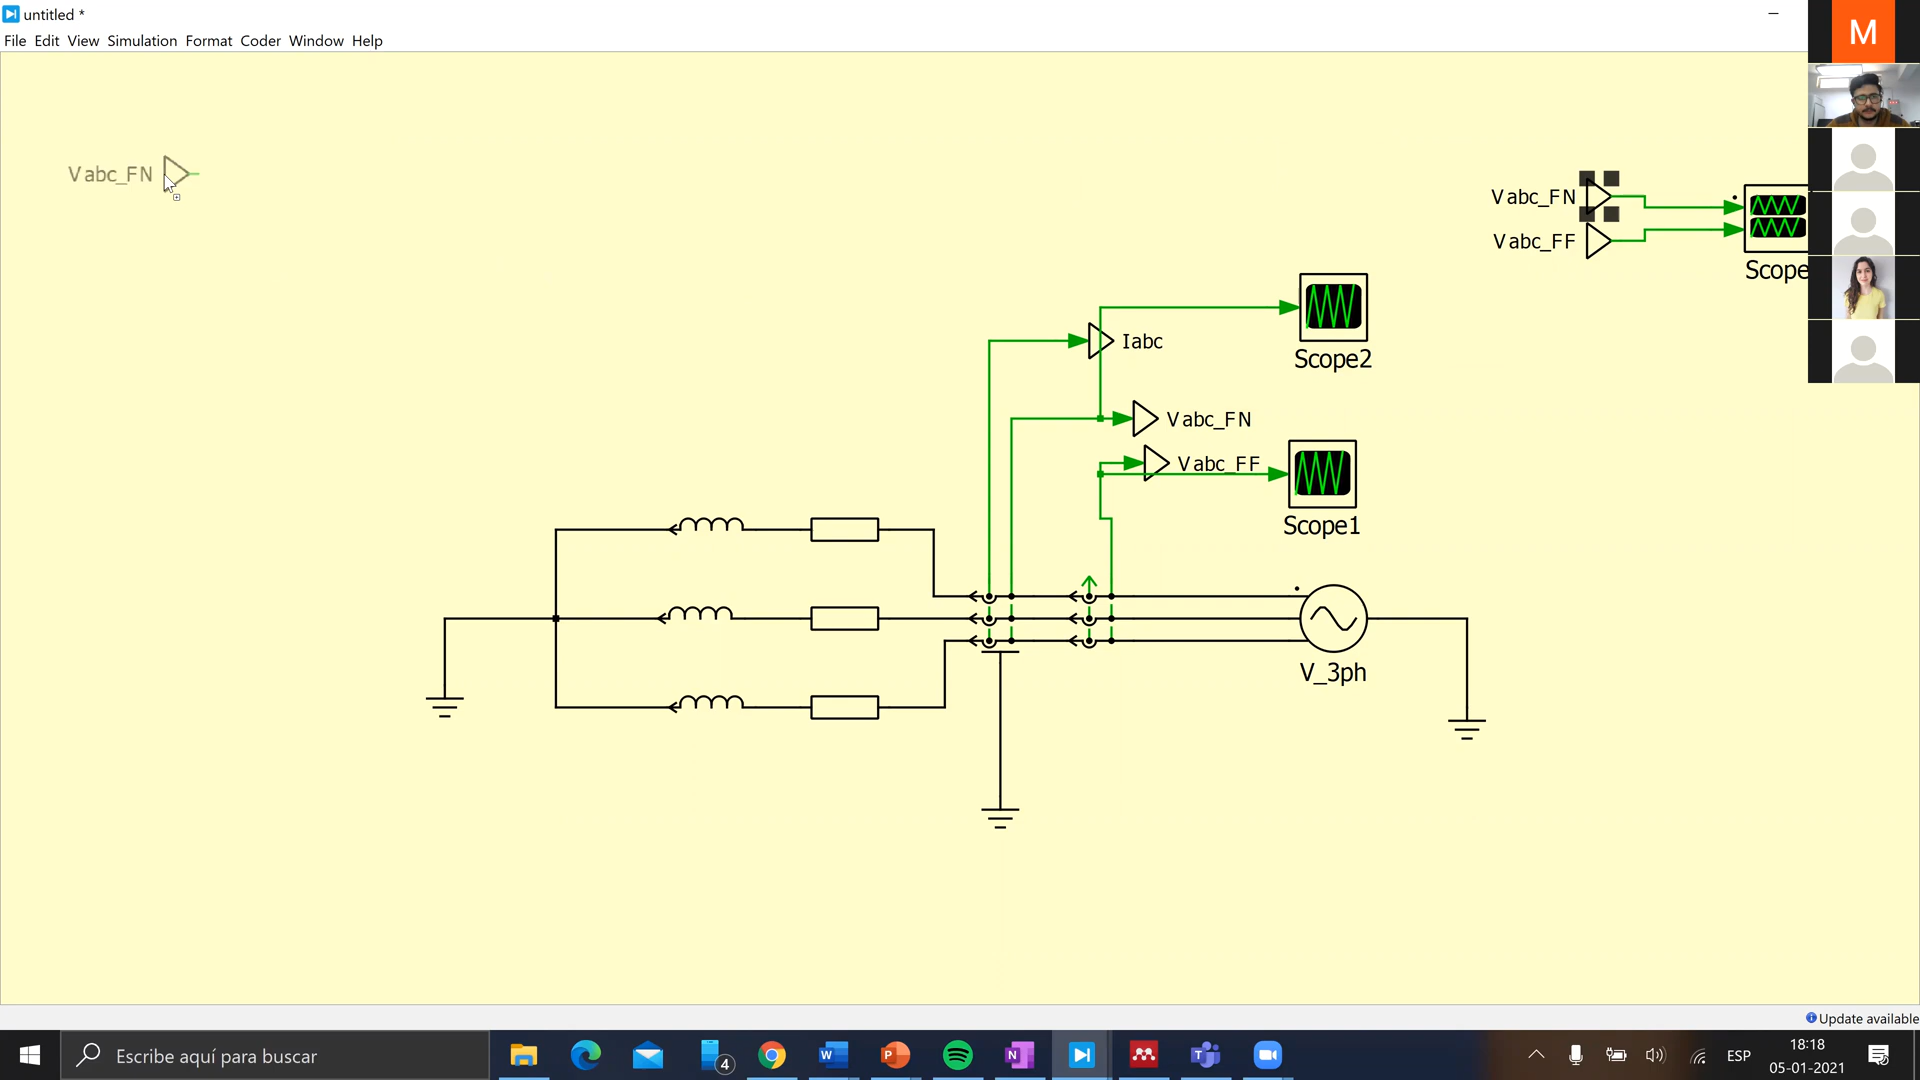 untitled *
File Edit View Simulation Format Coder Window Help
M
Vabc_FN
Vabc_FN
Vabc_FF
Scope
Iabc
Scope2
Vabc_FN
Vabc_FF
Scope1
V_3ph
Update available
Escribe aquí para buscar
4
ESP
18:18
05-01-2021